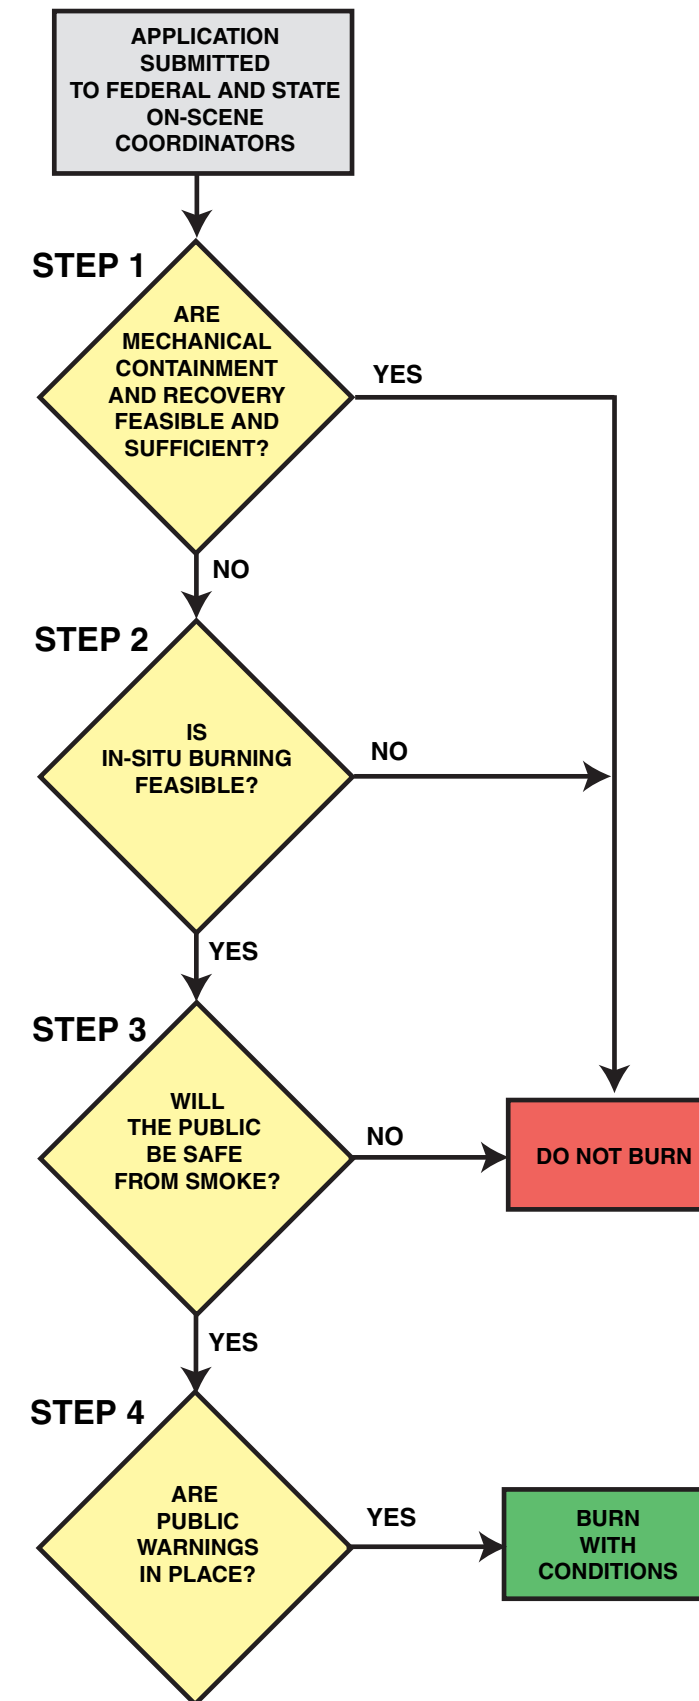 APPLICATION
SUBMITTED
TO FEDERAL AND STATE
ON-SCENE
COORDINATORS
STEP 1
ARE
MECHANICAL
CONTAINMENT
AND RECOVERY
FEASIBLE AND
SUFFICIENT?
YES
NO
STEP 2
IS
IN-SITU BURNING
FEASIBLE?
NO
YES
STEP 3
WILL
THE PUBLIC
BE SAFE
FROM SMOKE?
NO
DO NOT BURN
YES
STEP 4
ARE
PUBLIC
WARNINGS
IN PLACE?
YES
BURN
WITH
CONDITIONS